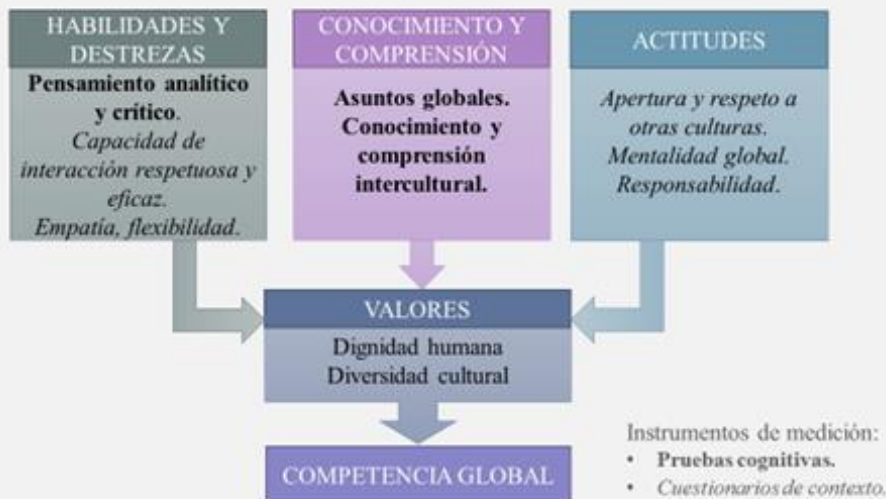 HABILIDADES Y
DESTREZAS
Pensamiento analítico
y crítico.
Capacidad de
interacción respetuosa y
eficaz.
Empatía, flexibilidad.
CONOCIMIENTO Y
COMPRENSIÓN
Asuntos globales.
Conocimiento y
comprensión
intercultural.
ACTITUDES
Apertura y respeto a
otras culturas.
Mentalidad global.
Responsabilidad.
VALORES
Dignidad humana
Diversidad cultural
COMPETENCIA GLOBAL
Instrumentos de medición:
• Pruebas cognitivas.
• Cuestionarios de contexto.